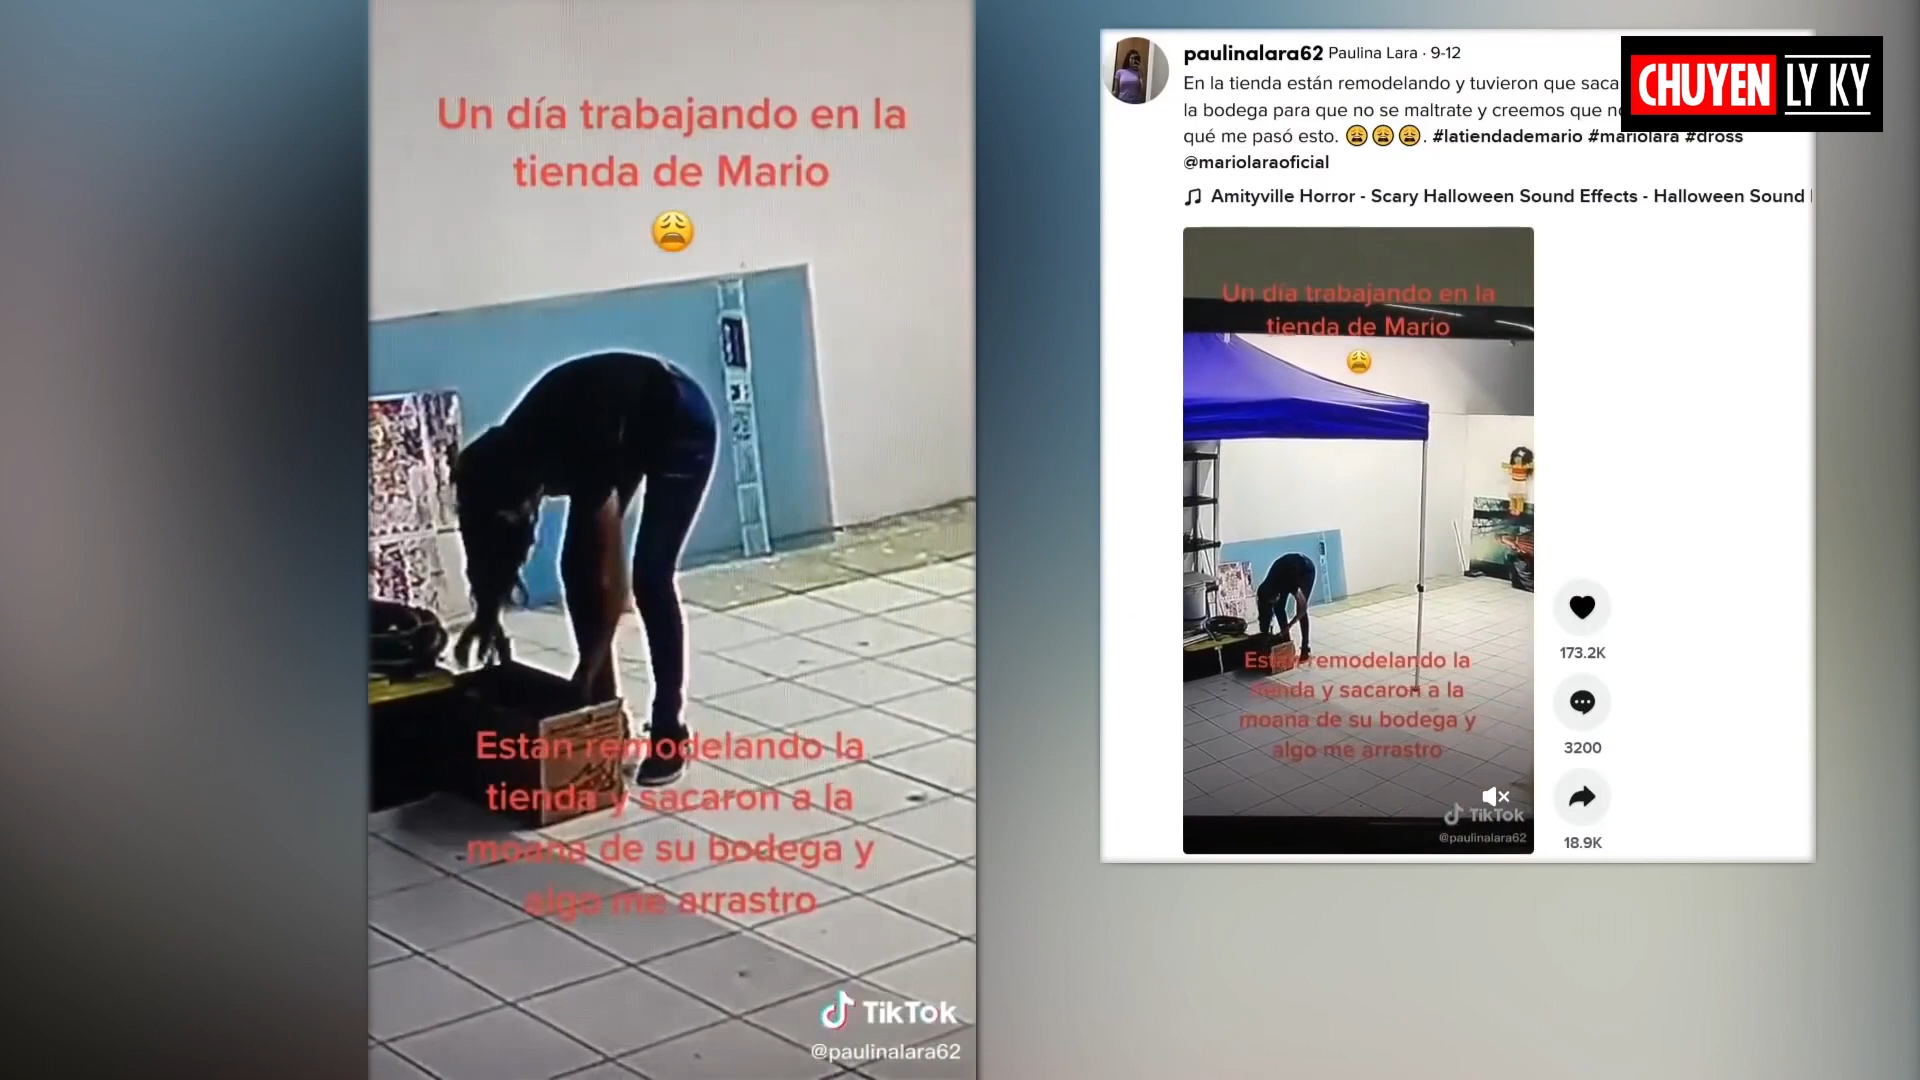 Un día trabajando en la
tienda de Mario
Están remodelando la
tienda y sacaron a la
moana de su bodega y
algo me arrastro
TikTok
@paulinalara62
paulinalara62 Paulina Lara · 9-12
En la tienda están remodelando y tuvieron que saca
la bodega para que no se maltrate y creemos que
qué me pasó esto. 😩😩😩. #latiendademario #mariolara #dross
@mariolaraoficial
Amityville Horror - Scary Halloween Sound Effects - Halloween Sound
Un día trabajando en la
tienda de Mario
Están remodelando la
tienda y sacaron a la
moana de su bodega y
algo me arrastro
TikTok
@paulinalara62
173.2K
3200
18.9K
CHUYEN LY KY